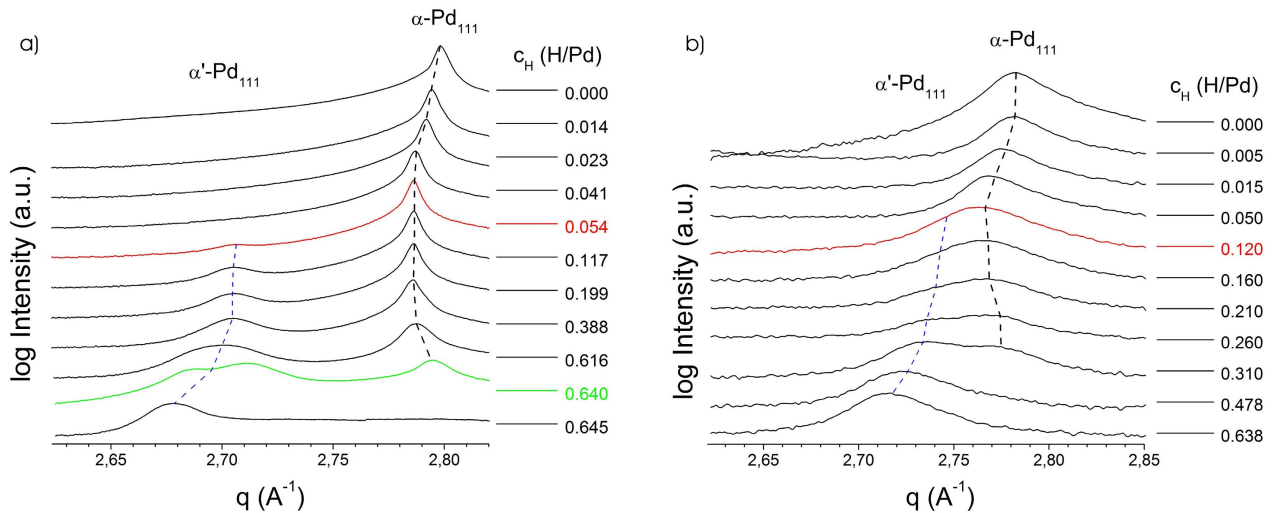 a)
α-Pd111
α'-Pd111
cH (H/Pd)
0.000
0.014
0.023
0.041
0.054
0.117
0.199
0.388
0.616
0.640
0.645
log Intensity (a.u.)
2,65 2,70 2,75 2,80
q (A-1)
b)
α-Pd111
α'-Pd111
cH (H/Pd)
0.000
0.005
0.015
0.050
0.120
0.160
0.210
0.260
0.310
0.478
0.638
log Intensity (a.u.)
2,65 2,70 2,75 2,80 2,85
q (A-1)